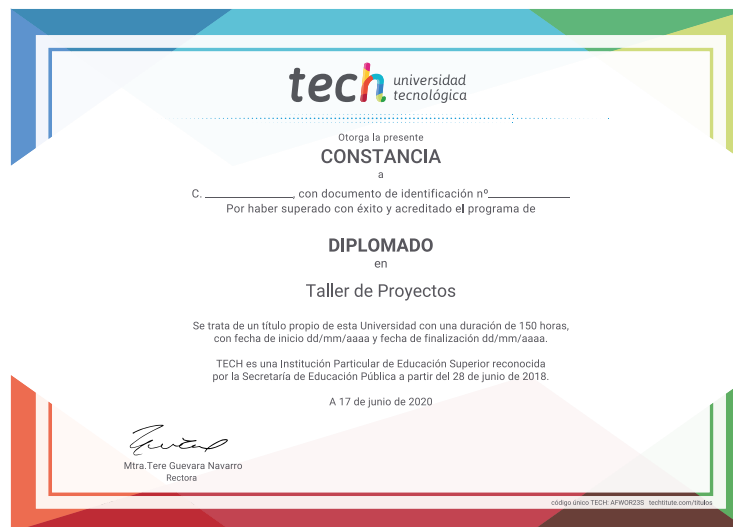 tech universidad
tecnológica
Otorga la presente
CONSTANCIA
a
C. ______________, con documento de identificación nº______________
Por haber superado con éxito y acreditado el programa de
DIPLOMADO
en
Taller de Proyectos
Se trata de un título propio de esta Universidad con una duración de 150 horas,
con fecha de inicio dd/mm/aaaa y fecha de finalización dd/mm/aaaa.
TECH es una Institución Particular de Educación Superior reconocida
por la Secretaría de Educación Pública a partir del 28 de junio de 2018.
A 17 de junio de 2020
Mtra.Tere Guevara Navarro
Rectora
código único TECH: AFWOR23S techtitute.com/titulos